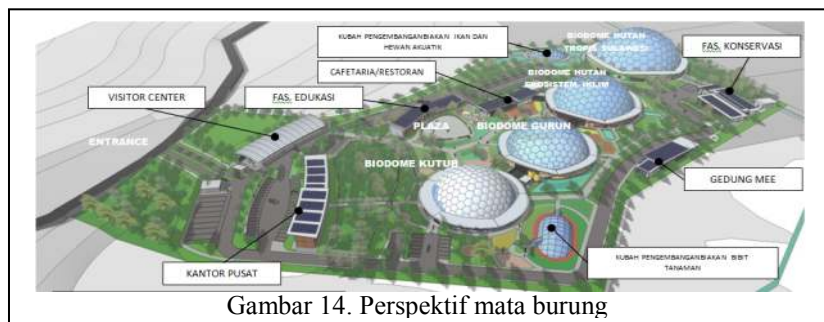 KUBAH PENGEMBANGBIAKAN IKAN DAN
HEWAN AKUATIK
BIODOME HUTAN
TROPIS SULAWESI
FAS. KONSERVASI
CAFETARIA/RESTORAN
BIODOME HUTAN
EKOSISTEM IKLIM
VISITOR CENTER
FAS. EDUKASI
PLAZA
BIODOME GURUN
ENTRANCE
BIODOME KUTUB
GEDUNG MEE
KANTOR PUSAT
KUBAH PENGEMBANGBIAKAN BIBIT
TANAMAN
Gambar 14. Perspektif mata burung